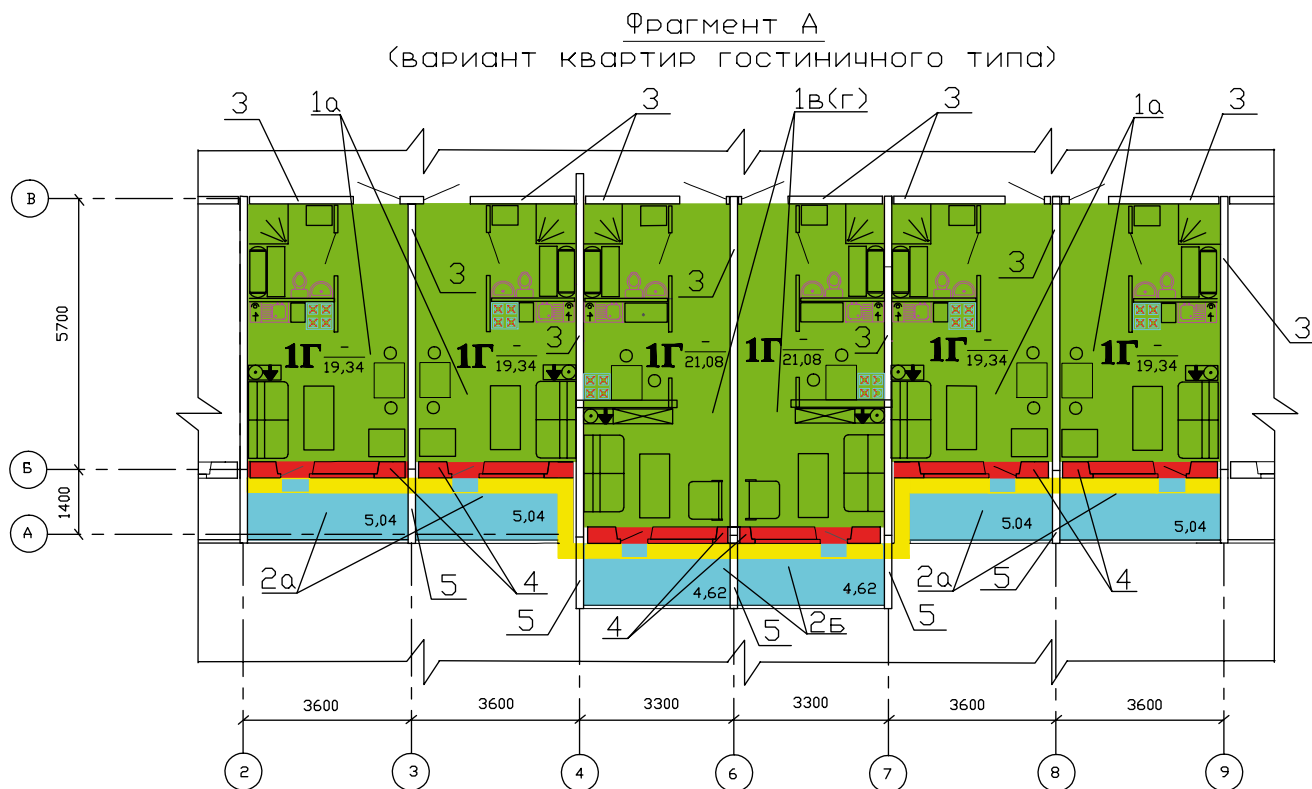 Фрагмент А
(вариант квартир гостиничного типа)
3 1а 3 1в(г) 3 1а 3
В
3 3 3 3
5700
3 3
1Г – 19,34
1Г – 19,34
1Г – 21,08
1Г – 21,08
1Г – 19,34
1Г – 19,34
Б
1400
А
5,04 5,04 5.04 5,04
2а 5 4 2а 5 4
4,62 4,62
5 4 5 2Б 5
3600 3600 3300 3300 3600 3600
2 3 4 6 7 8 9